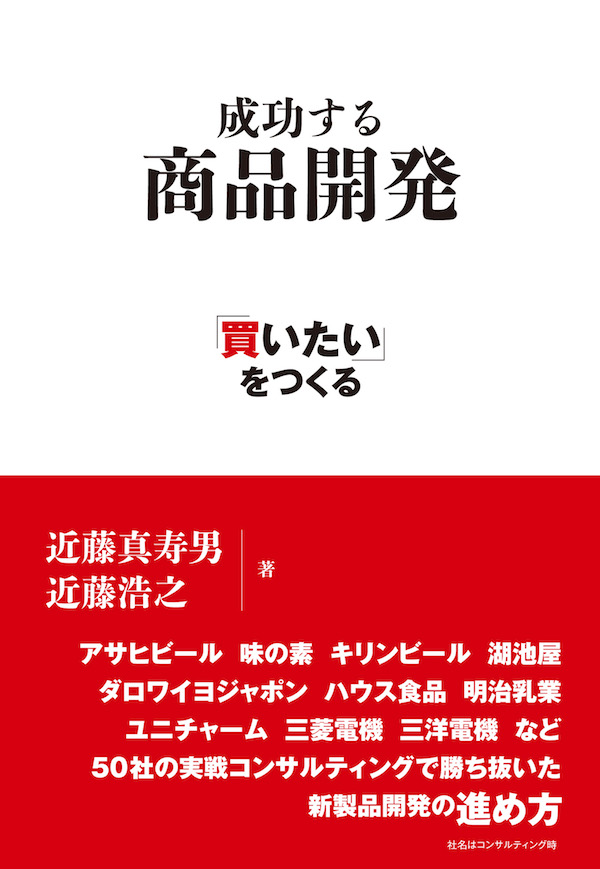 成功する
商品開発
「買いたい」
をつくる
近藤真寿男
近藤浩之
著
アサヒビール 味の素 キリンビール 湖池屋
ダロワイヨジャポン ハウス食品 明治乳業
ユニチャーム 三菱電機 三洋電機 など
50社の実戦コンサルティングで勝ち抜いた
新製品開発の進め方
社名はコンサルティング時